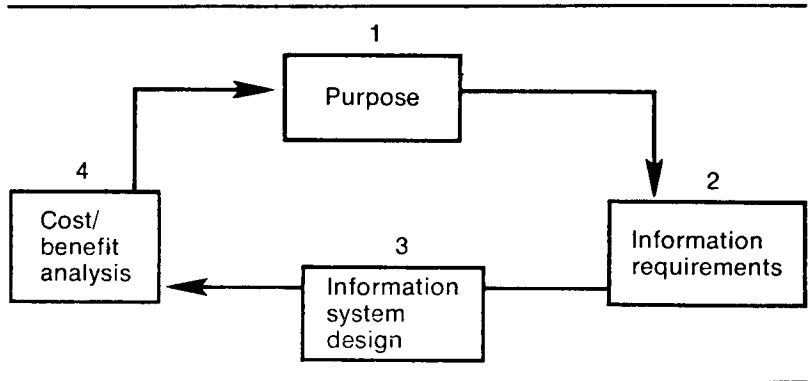 1
Purpose
2
Information
requirements
3
Information
system
design
4
Cost/
benefit
analysis